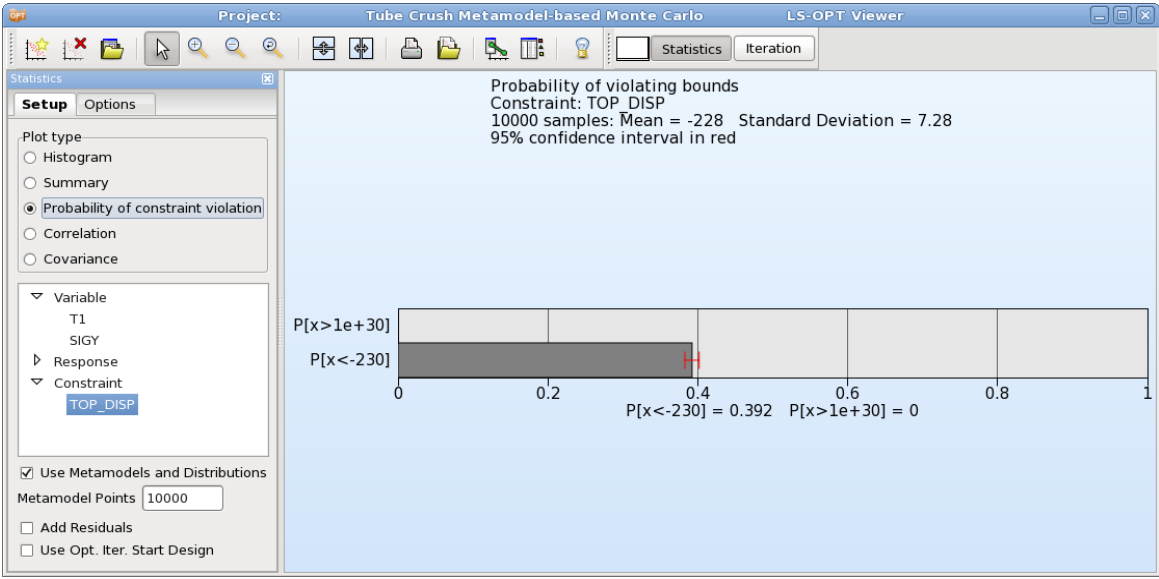 OPT Project: Tube Crush Metamodel-based Monte Carlo LS-OPT Viewer
Statistics Iteration
Statistics
Setup Options
Plot type
Histogram
Summary
Probability of constraint violation
Correlation
Covariance
Variable
T1
SIGY
Response
Constraint
TOP_DISP
Use Metamodels and Distributions
Metamodel Points 10000
Add Residuals
Use Opt. Iter. Start Design
Probability of violating bounds
Constraint: TOP_DISP
10000 samples: Mean = -228 Standard Deviation = 7.28
95% confidence interval in red
P[x>1e+30]
P[x<-230]
0 0.2 0.4 0.6 0.8 1
P[x<-230] = 0.392 P[x>1e+30] = 0